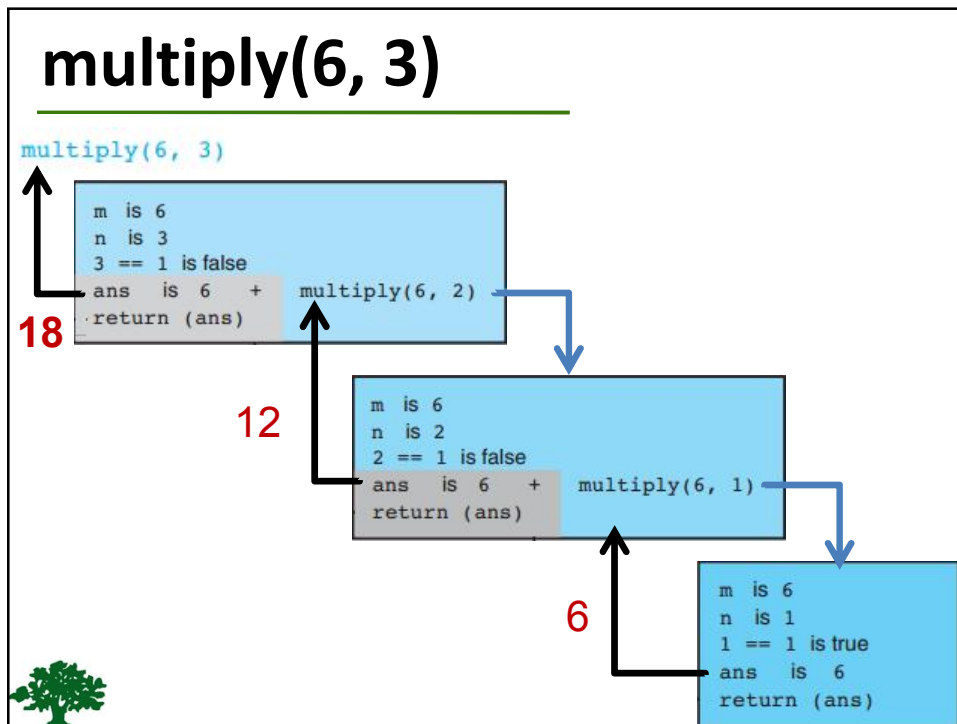 multiply(6, 3)
multiply(6, 3)
m is 6
n is 3
3 == 1 is false
ans is 6 + multiply(6, 2)
return (ans)
18
12
m is 6
n is 2
2 == 1 is false
ans is 6 + multiply(6, 1)
return (ans)
6
m is 6
n is 1
1 == 1 is true
ans is 6
return (ans)